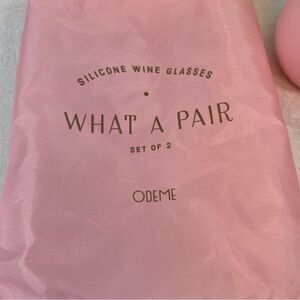 SILICONE WINE GLASSES
•
WHAT A PAIR
SET OF 2
ODEME